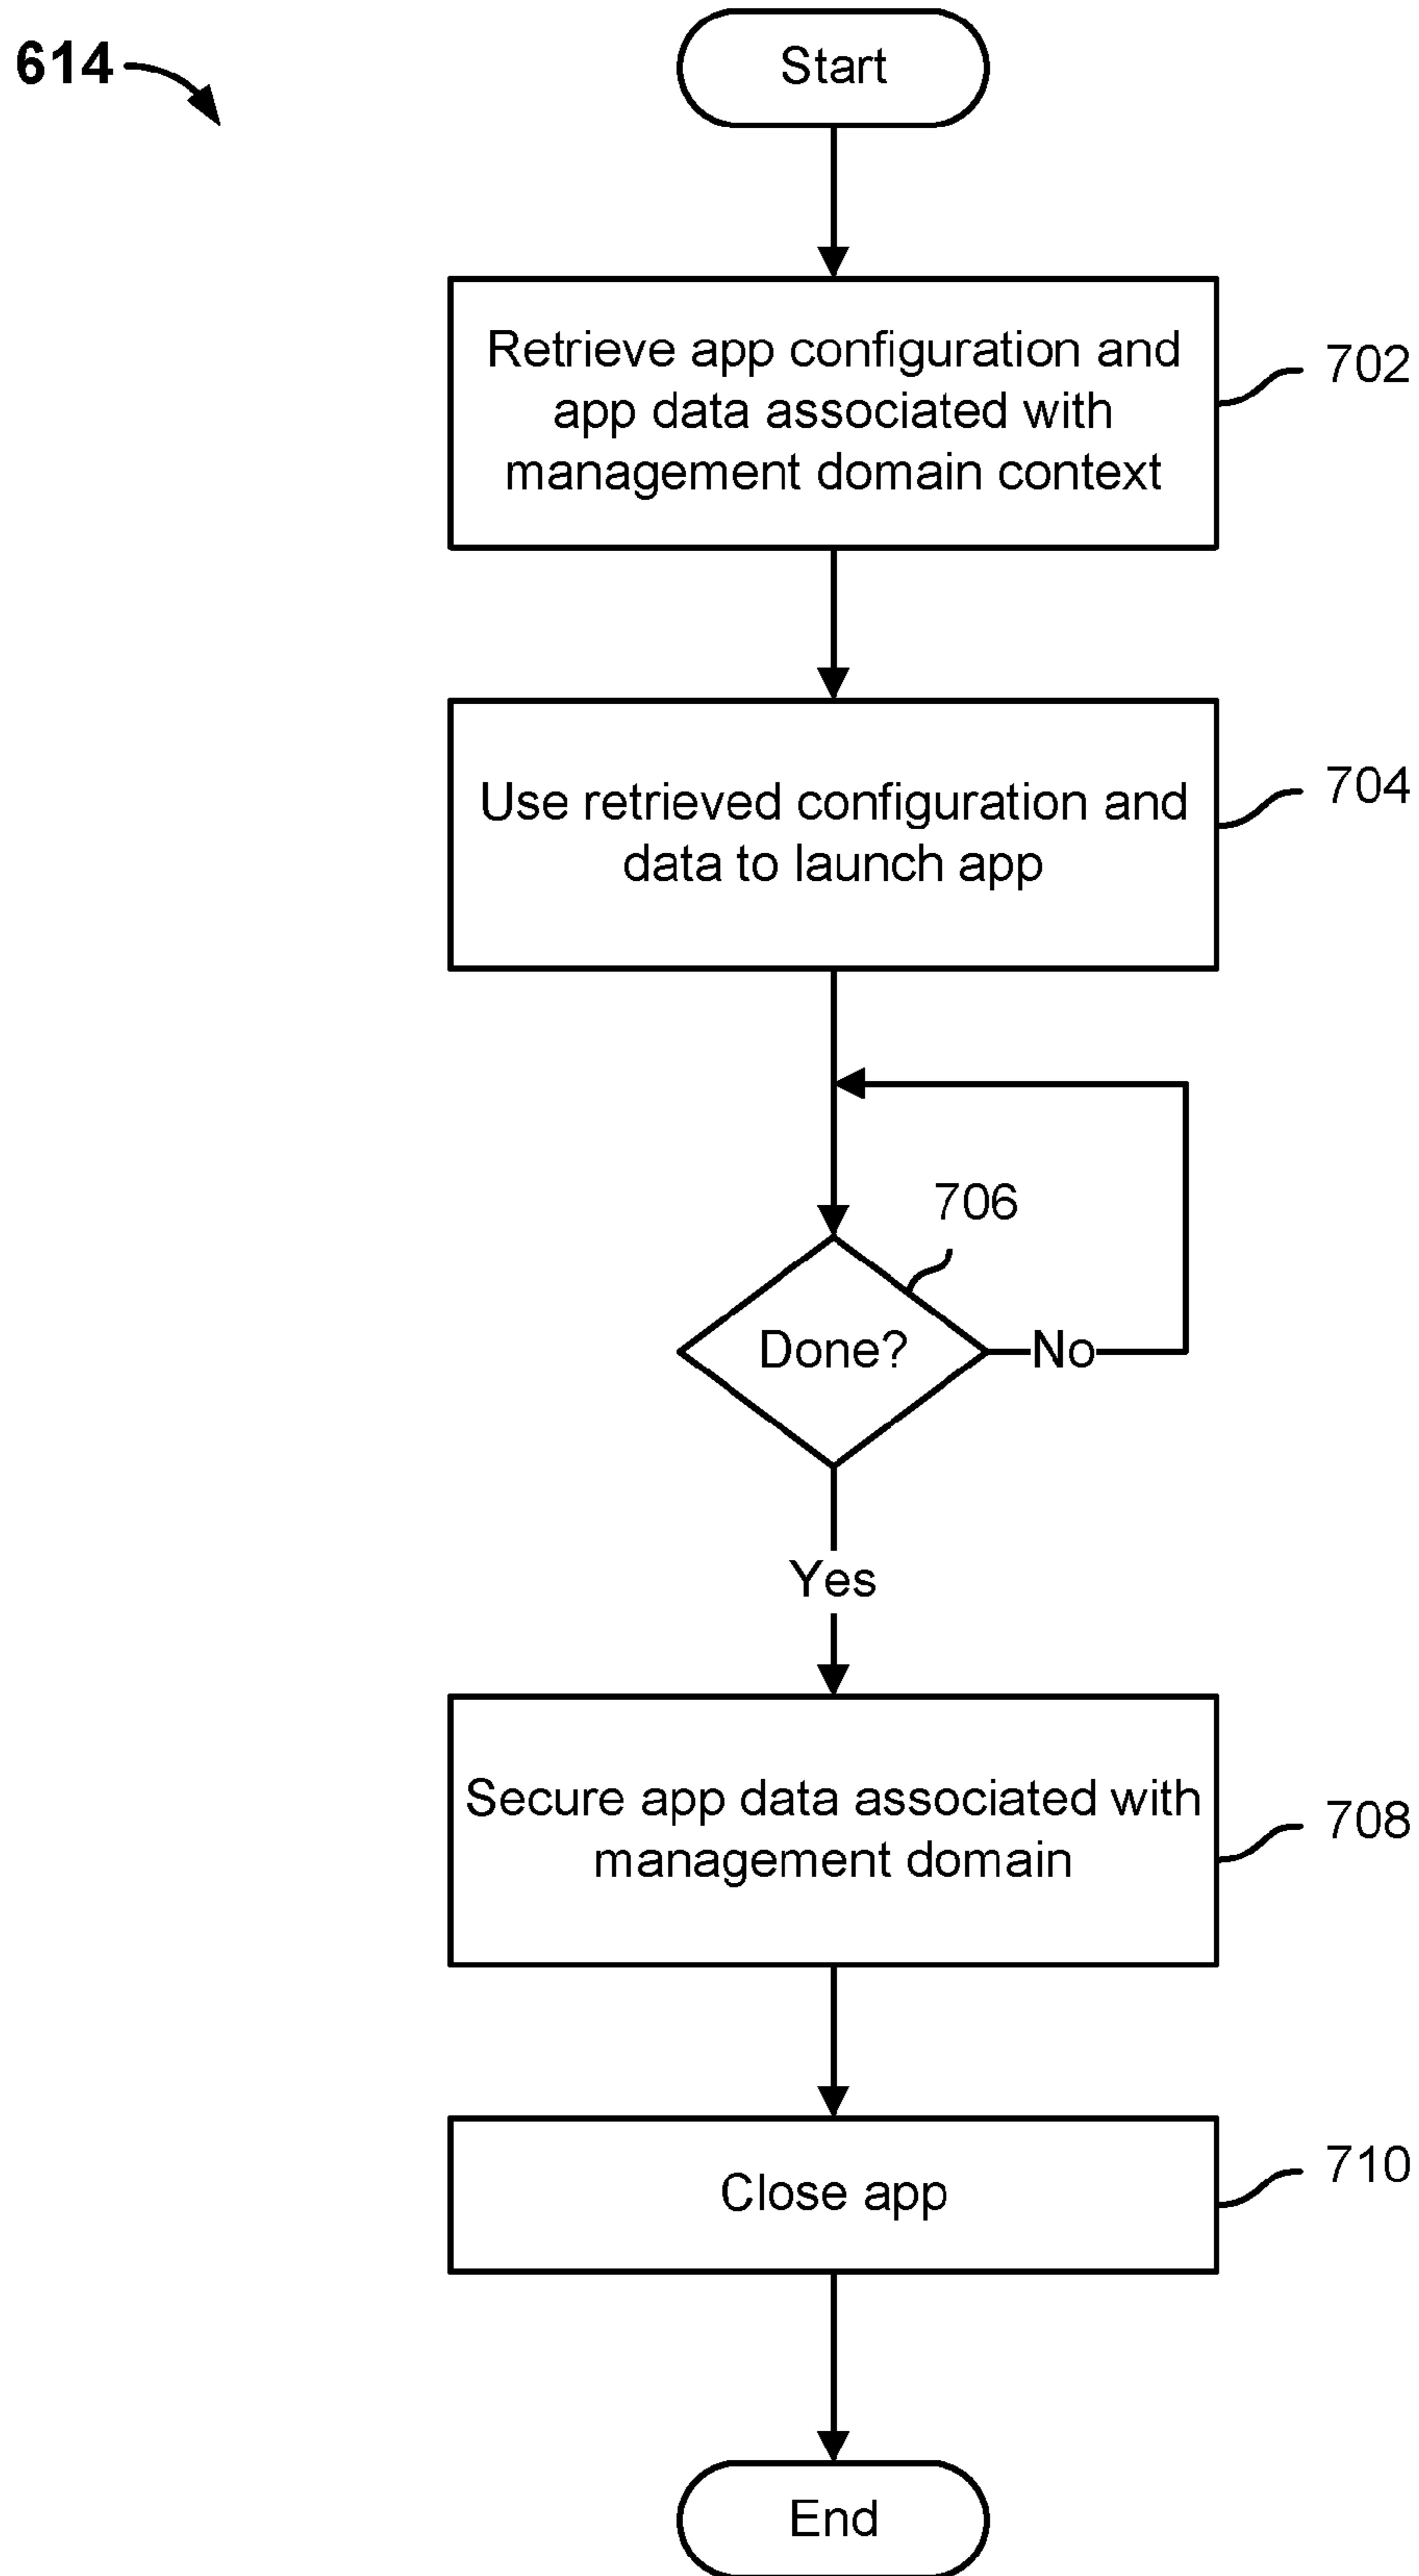 614
Start
Retrieve app configuration and
app data associated with
management domain context
702
Use retrieved configuration and
data to launch app
704
706
Done?
No
Yes
Secure app data associated with
management domain
708
Close app
710
End